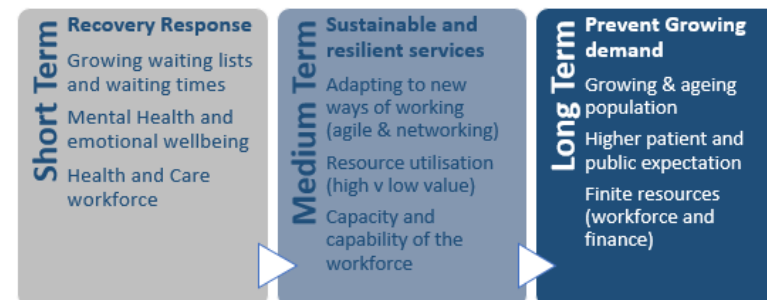 Short Term
Recovery Response
Growing waiting lists
and waiting times
Mental Health and
emotional wellbeing
Health and Care
workforce
Medium Term
Sustainable and
resilient services
Adapting to new
ways of working
(agile & networking)
Resource utilisation
(high v low value)
Capacity and
capability of the
workforce
Long Term
Prevent Growing
demand
Growing & ageing
population
Higher patient and
public expectation
Finite resources
(workforce and
finance)